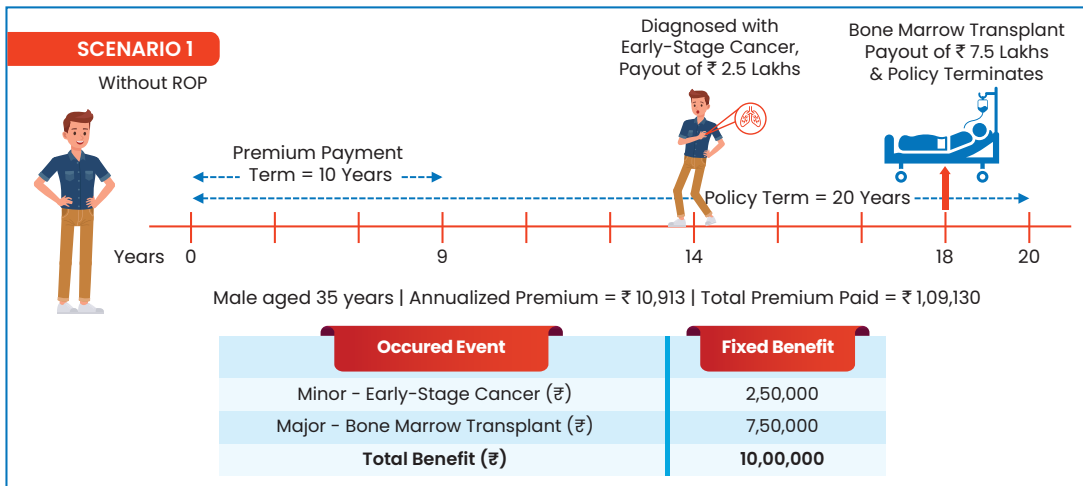 SCENARIO 1
Without ROP
Diagnosed with
Early-Stage Cancer,
Payout of ₹ 2.5 Lakhs
Bone Marrow Transplant
Payout of ₹ 7.5 Lakhs
& Policy Terminates
Premium Payment
Term = 10 Years
Policy Term = 20 Years
Years 0 9 14 18 20
Male aged 35 years | Annualized Premium = ₹ 10,913 | Total Premium Paid = ₹ 1,09,130
Occured Event Fixed Benefit
Minor - Early-Stage Cancer (₹) 2,50,000
Major - Bone Marrow Transplant (₹) 7,50,000
Total Benefit (₹) 10,00,000